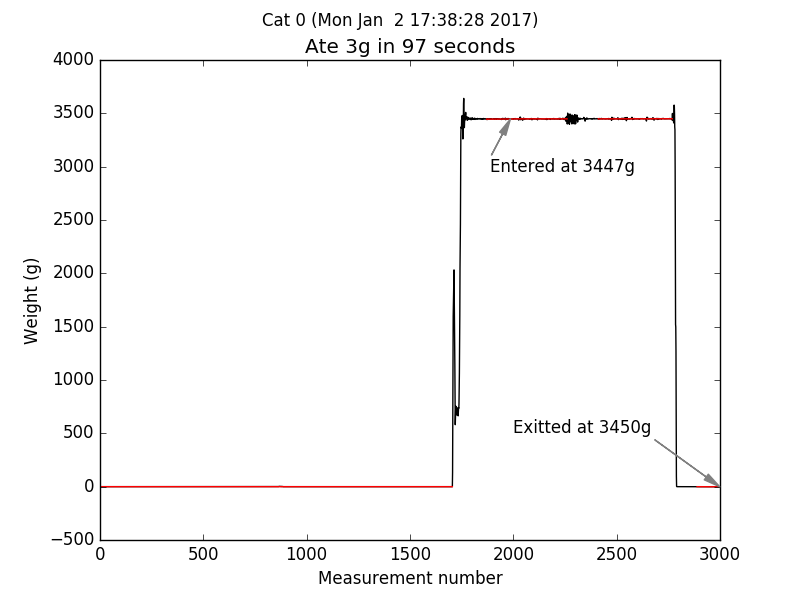 Cat 0 (Mon Jan  2 17:38:28 2017)
Ate 3g in 97 seconds
4000
3500
3000
2500
2000
1500
1000
500
0
−500
Weight (g)
Entered at 3447g
Exitted at 3450g
0 500 1000 1500 2000 2500 3000
Measurement number